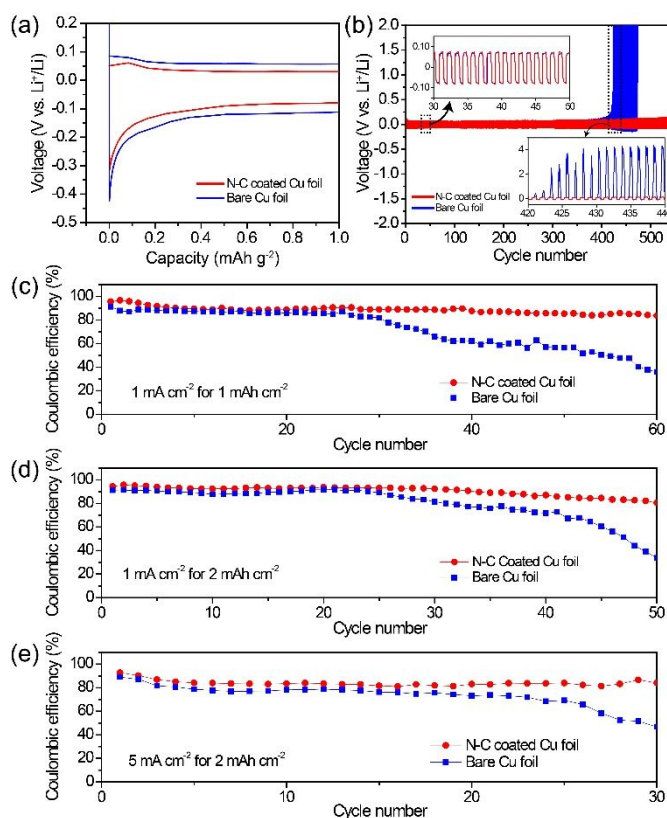 (a)
0.2
0.1
0.0
-0.1
-0.2
-0.3
-0.4
-0.5
Voltage (V vs. Li⁺/Li)
N-C coated Cu foil
Bare Cu foil
0.0 0.2 0.4 0.6 0.8 1.0
Capacity (mAh g⁻²)
(b)
2.0
1.5
1.0
0.5
0.0
-0.5
-1.0
-1.5
-2.0
Voltage (V vs. Li⁺/Li)
0.10
0.00
-0.10
30 35 40 45 50
4
2
0
420 425 430 435 440
N-C coated Cu foil
Bare Cu foil
0 100 200 300 400 500
Cycle number
(c)
100
80
60
40
20
0
Coulombic efficiency (%)
N-C coated Cu foil
Bare Cu foil
1 mA cm⁻² for 1 mAh cm⁻²
0 20 40 60
Cycle number
(d)
100
80
60
40
20
0
Coulombic efficiency (%)
N-C Coated Cu foil
Bare Cu foil
1 mA cm⁻² for 2 mAh cm⁻²
0 10 20 30 40 50
Cycle number
(e)
100
80
60
40
20
0
Coulombic efficiency (%)
N-C coated Cu foil
Bare Cu foil
5 mA cm⁻² for 2 mAh cm⁻²
0 10 20 30
Cycle number